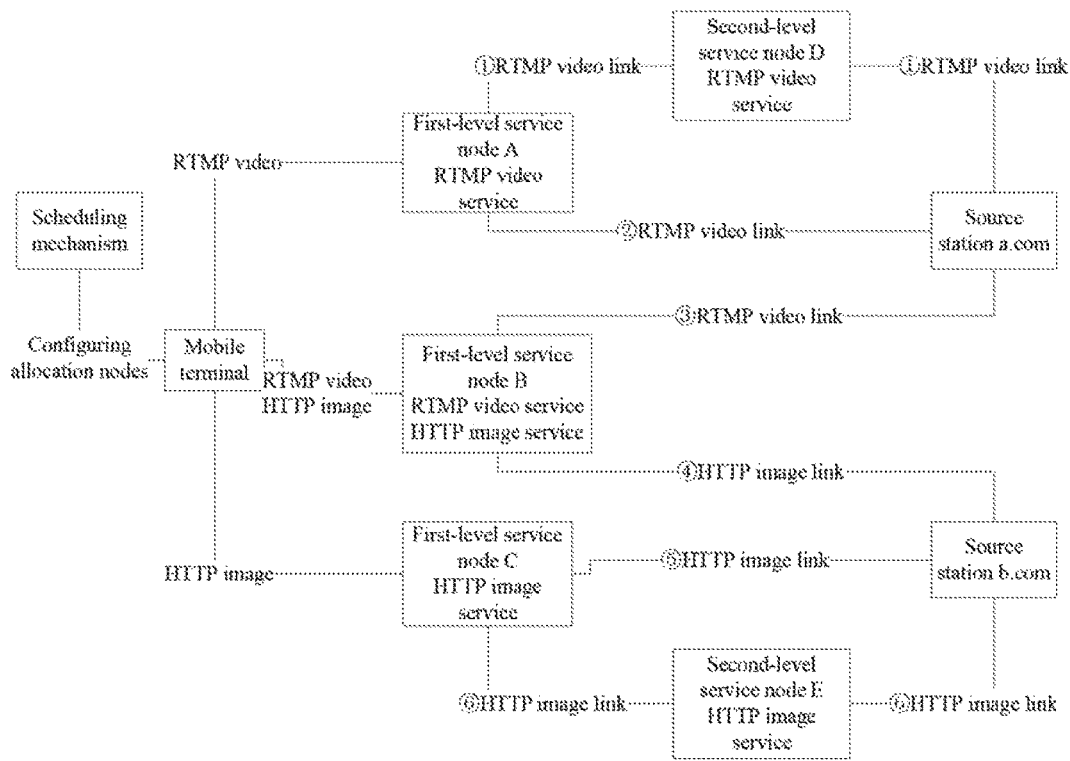 Second-level
service node D
RTMP video
service
①RTMP video link
①RTMP video link
First-level service
node A
RTMP video
service
RTMP video
Scheduling
mechanism
②RTMP video link
Source
station a.com
③RTMP video link
Configuring
allocation nodes
Mobile
terminal
RTMP video
HTTP image
First-level service
node B
RTMP video service
HTTP image service
④HTTP image link
First-level service
node C
HTTP image
service
HTTP image
⑤HTTP image link
Source
station b.com
Second-level
service node E
HTTP image
service
⑥HTTP image link
⑥HTTP image link